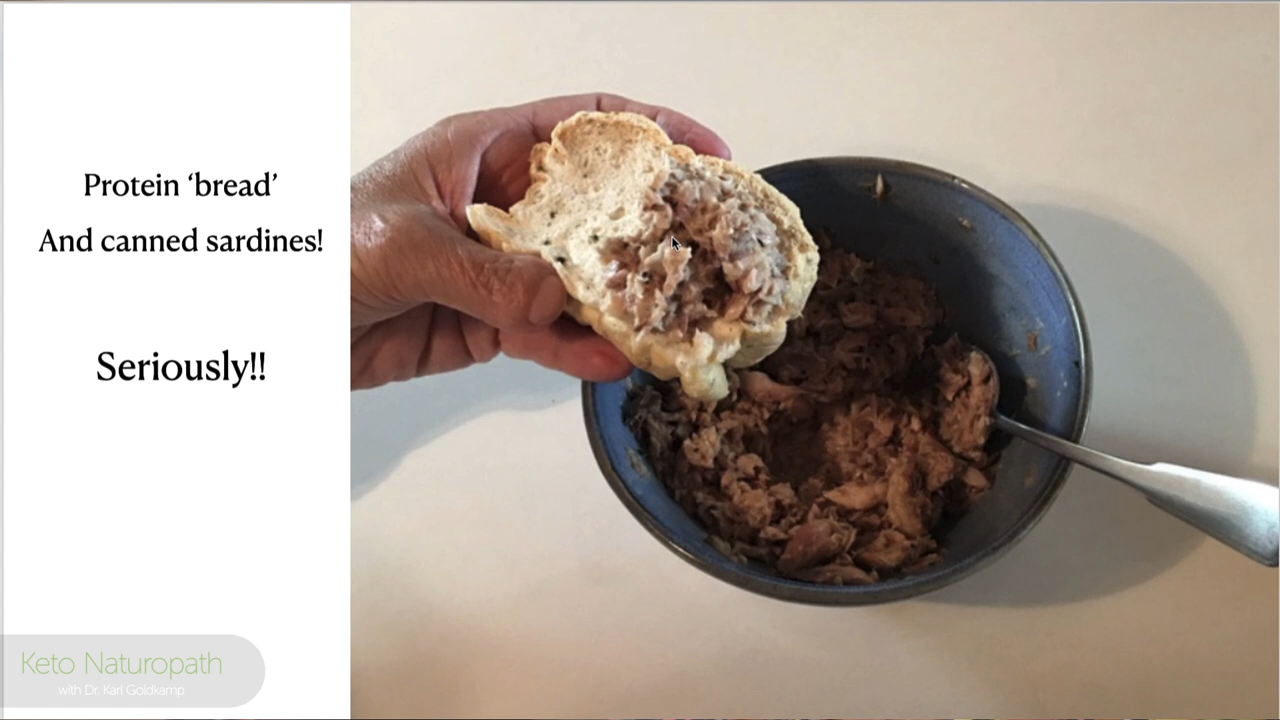 Protein ‘bread’
And canned sardines!
Seriously!!
Keto Naturopath
with Dr. Karl Goldkamp